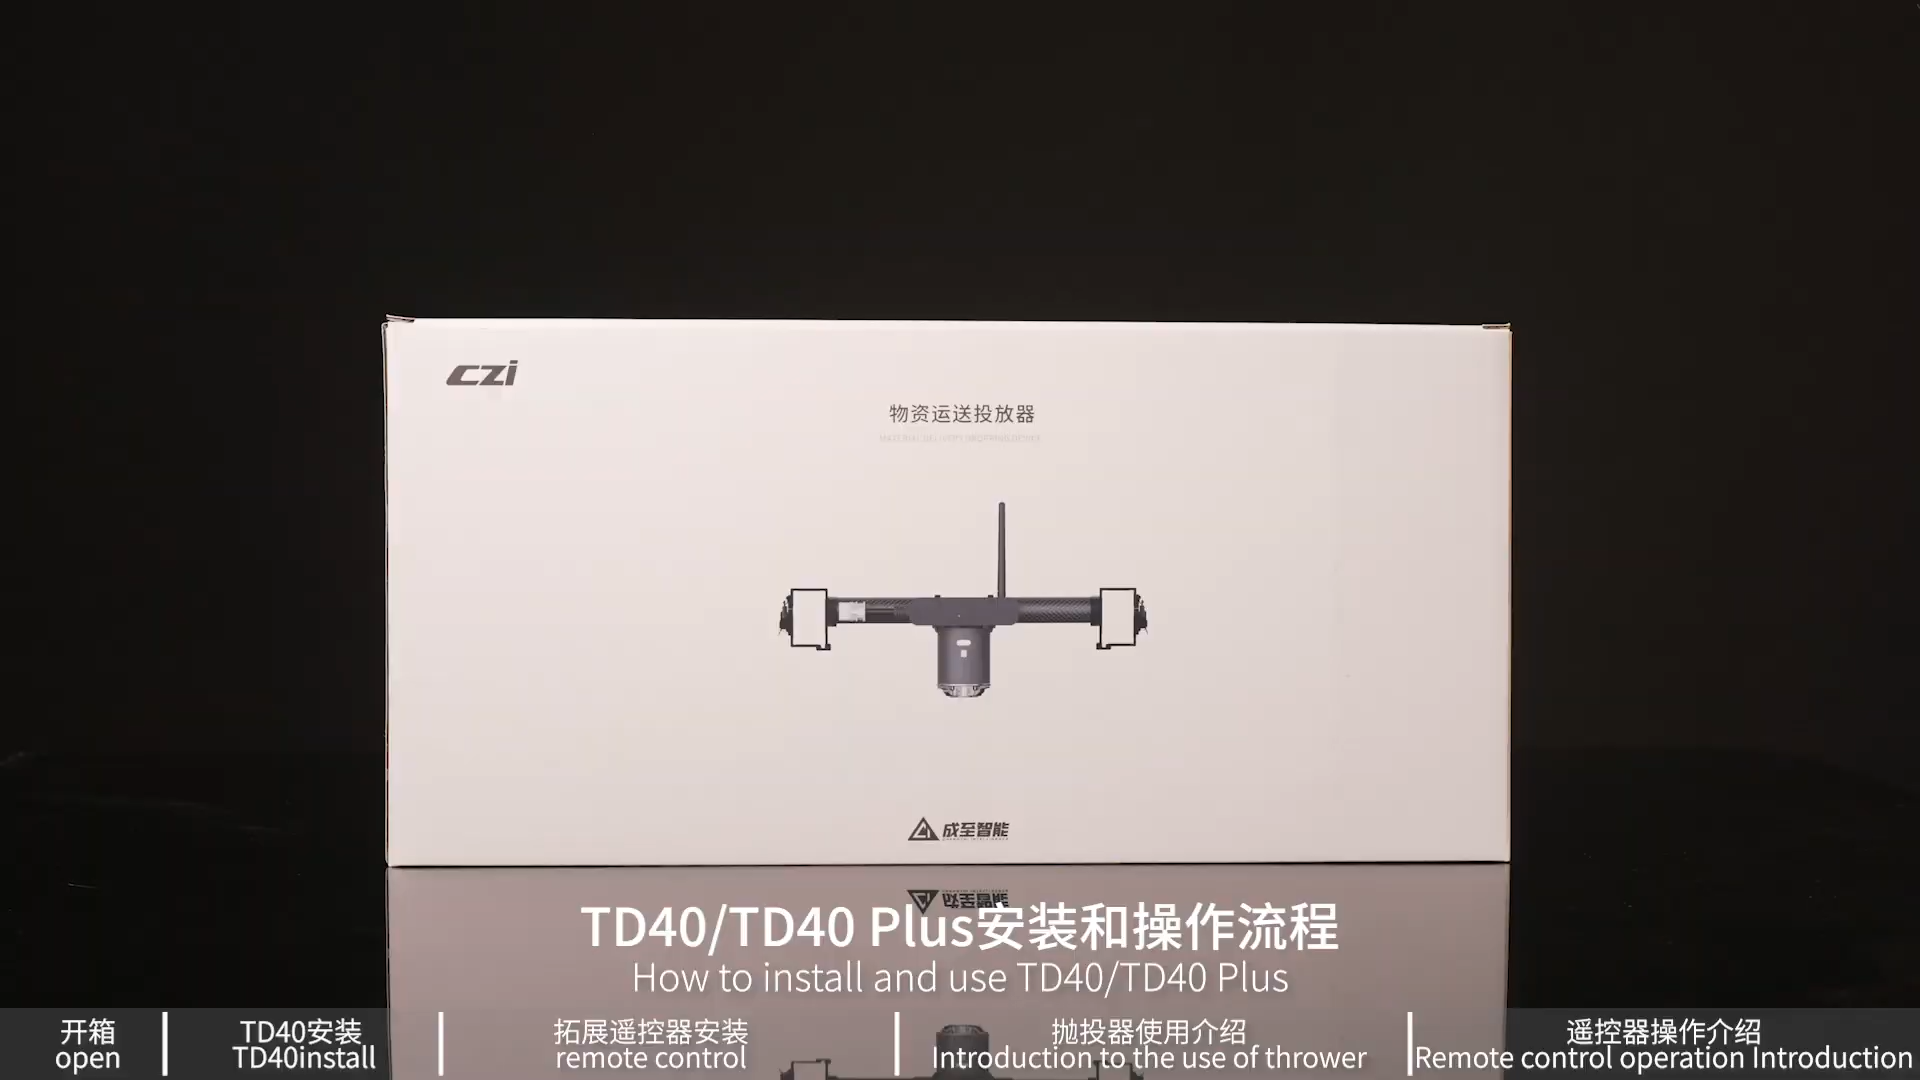 CZI
物资运送投放器
MATERIAL DELIVERY DROPPING DEVICE
成至智能
TD40/TD40 Plus安装和操作流程
How to install and use TD40/TD40 Plus
开箱
open
TD40安装
TD40install
拓展遥控器安装
remote control
抛投器使用介绍
Introduction to the use of thrower
遥控器操作介绍
Remote control operation Introduction